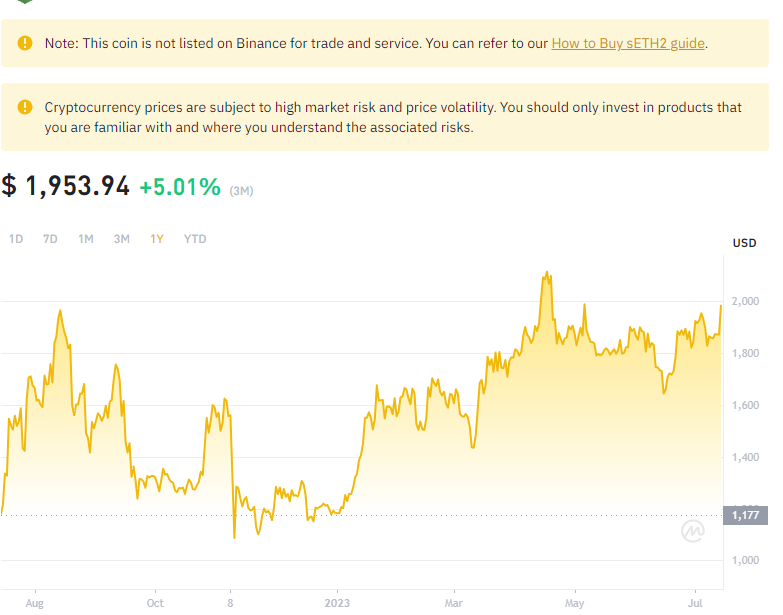 Note: This coin is not listed on Binance for trade and service. You can refer to our How to Buy sETH2 guide.
Cryptocurrency prices are subject to high market risk and price volatility. You should only invest in products that
you are familiar with and where you understand the associated risks.
$ 1,953.94 +5.01% (3M)
1D 7D 1M 3M 1Y YTD
USD
2,000
1,800
1,600
1,400
1,177
1,000
Aug Oct 8 2023 Mar May Jul